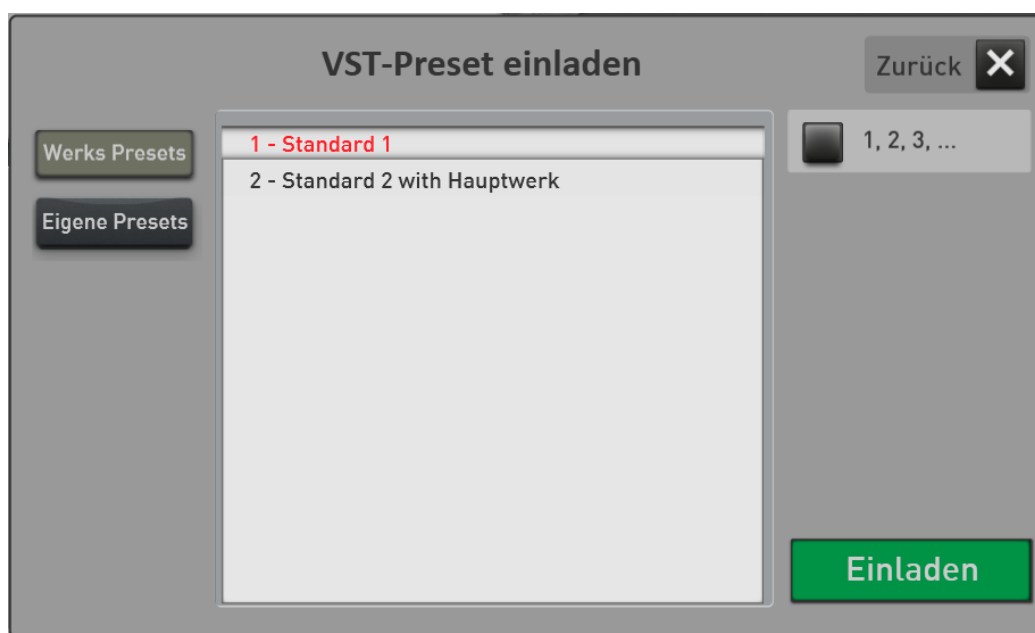 VST-Preset einladen
Zurück
Werks Presets
Eigene Presets
1 - Standard 1
2 - Standard 2 with Hauptwerk
1, 2, 3, ...
Einladen